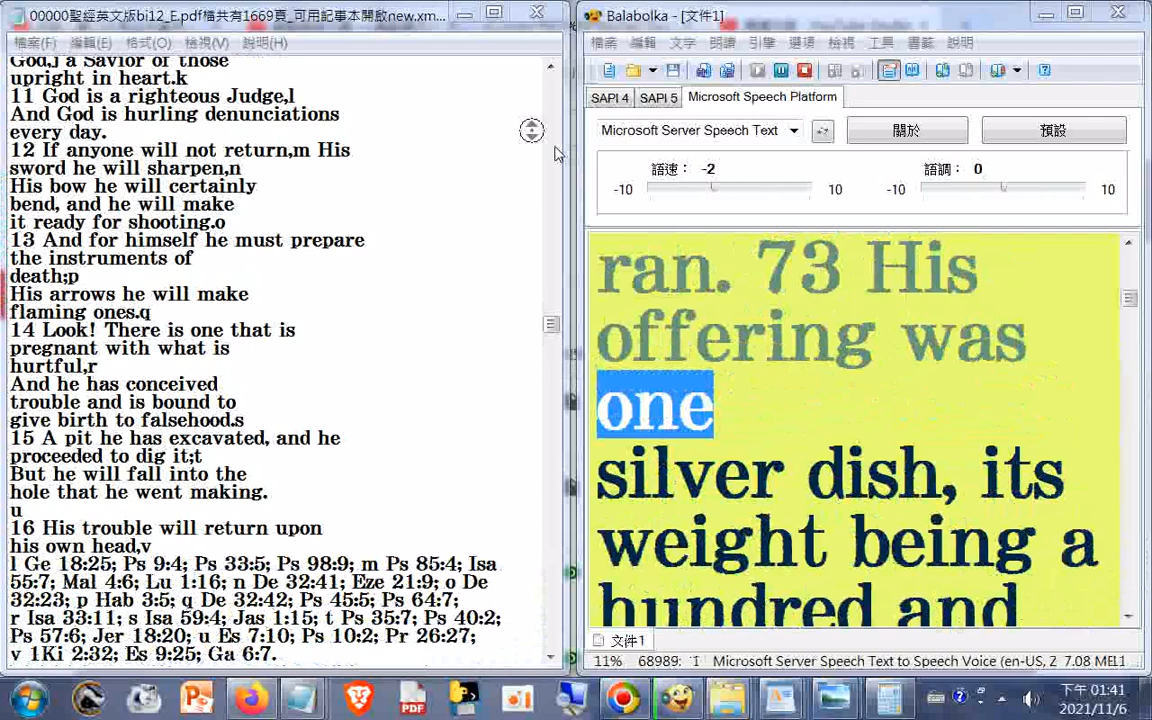 00000聖經英文版bi12_E.pdf檔共有1669頁_可用記事本開啟new.xm...
檔案(F) 編輯(E) 格式(O) 檢視(V) 說明(H)
God,j a Savior of those
upright in heart.k
11 God is a righteous Judge,l
And God is hurling denunciations
every day.
12 If anyone will not return,m His
sword he will sharpen,n
His bow he will certainly
bend, and he will make
it ready for shooting.o
13 And for himself he must prepare
the instruments of
death;p
His arrows he will make
flaming ones.q
14 Look! There is one that is
pregnant with what is
hurtful,r
And he has conceived
trouble and is bound to
give birth to falsehood.s
15 A pit he has excavated, and he
proceeded to dig it;t
But he will fall into the
hole that he went making.
u
16 His trouble will return upon
his own head,v
l Ge 18:25; Ps 9:4; Ps 33:5; Ps 98:9; m Ps 85:4; Isa
55:7; Mal 4:6; Lu 1:16; n De 32:41; Eze 21:9; o De
32:23; p Hab 3:5; q De 32:42; Ps 45:5; Ps 64:7;
r Isa 33:11; s Isa 59:4; Jas 1:15; t Ps 35:7; Ps 40:2;
Ps 57:6; Jer 18:20; u Es 7:10; Ps 10:2; Pr 26:27;
v 1Ki 2:32; Es 9:25; Ga 6:7.
Balabolka - [文件1]
檔案 編輯 文字 朗讀 引擎 選項 檢視 工具 書籤 說明
SAPI 4 SAPI 5 Microsoft Speech Platform
Microsoft Server Speech Text 關於 預設
語速： -2 語調： 0
-10 10 -10 10
ran. 73 His
offering was
one
silver dish, its
weight being a
hundred and
文件1
11% 68989: Microsoft Server Speech Text to Speech Voice (en-US, 2 7.08 ME
下午 01:41
2021/11/6